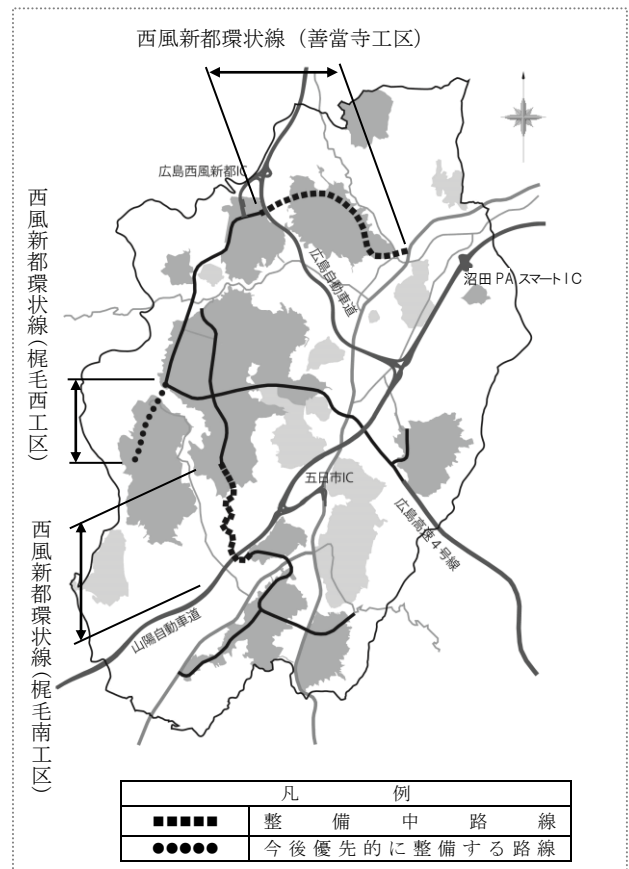 西風新都環状線（善當寺工区）
広島西風新都IC
広島自動車道
沼田PAスマートIC
西風新都環状線（梶毛西工区）
五日市IC
広島高速４号線
西風新都環状線（梶毛南工区）
山陽自動車道
凡例
整備中路線
今後優先的に整備する路線